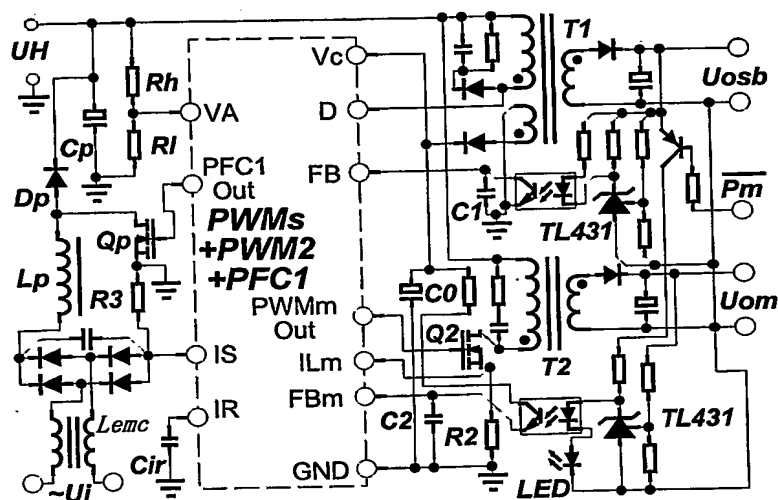 UH
Rh
Cp
Rl
Dp
Qp
Lp
R3
Lemc
~Ui
Cir
VA
PFC1
Out
PWMs
+PWM2
+PFC1
IS
IR
Vc
D
FB
PWMm
Out
ILm
FBm
GND
C1
C0
Q2
C2
R2
T1
Uosb
Pm
TL431
Uom
T2
TL431
LED